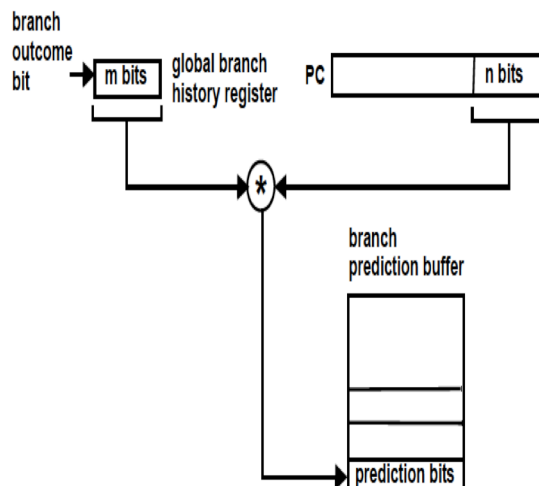 branch
outcome
bit
m bits
global branch
history register
PC
n bits
*
branch
prediction buffer
prediction bits